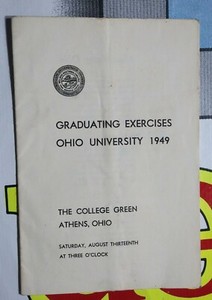 GRADUATING EXERCISES
OHIO UNIVERSITY 1949
THE COLLEGE GREEN
ATHENS, OHIO
SATURDAY, AUGUST THIRTEENTH
AT THREE O'CLOCK